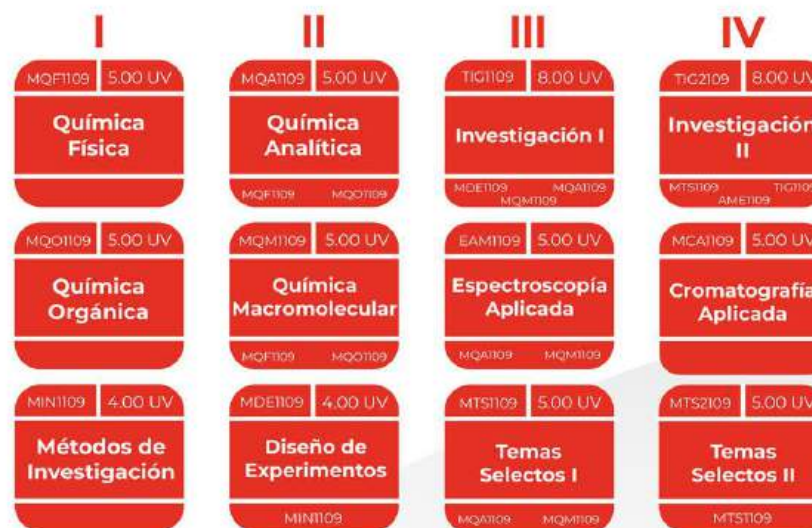 I
II
III
IV
MQF1109 5.00 UV
Química
Física
MQA1109 5.00 UV
Química
Analítica
MQF1109 MQO1109
TIG1109 8.00 UV
Investigación I
MDE1109 MQA1109
MQM1109
TIG2109 8.00 UV
Investigación
II
MTS1109 TIG1109
AME1109
MQO1109 5.00 UV
Química
Orgánica
MQM1109 5.00 UV
Química
Macromolecular
MQF1109 MQO1109
EAM1109 5.00 UV
Espectroscopía
Aplicada
MQA1109 MQM1109
MCA1109 5.00 UV
Cromatografía
Aplicada
MIN1109 4.00 UV
Métodos de
Investigación
MDE1109 4.00 UV
Diseño de
Experimentos
MIN1109
MTS1109 5.00 UV
Temas
Selectos I
MQA1109 MQM1109
MTS2109 5.00 UV
Temas
Selectos II
MTS1109